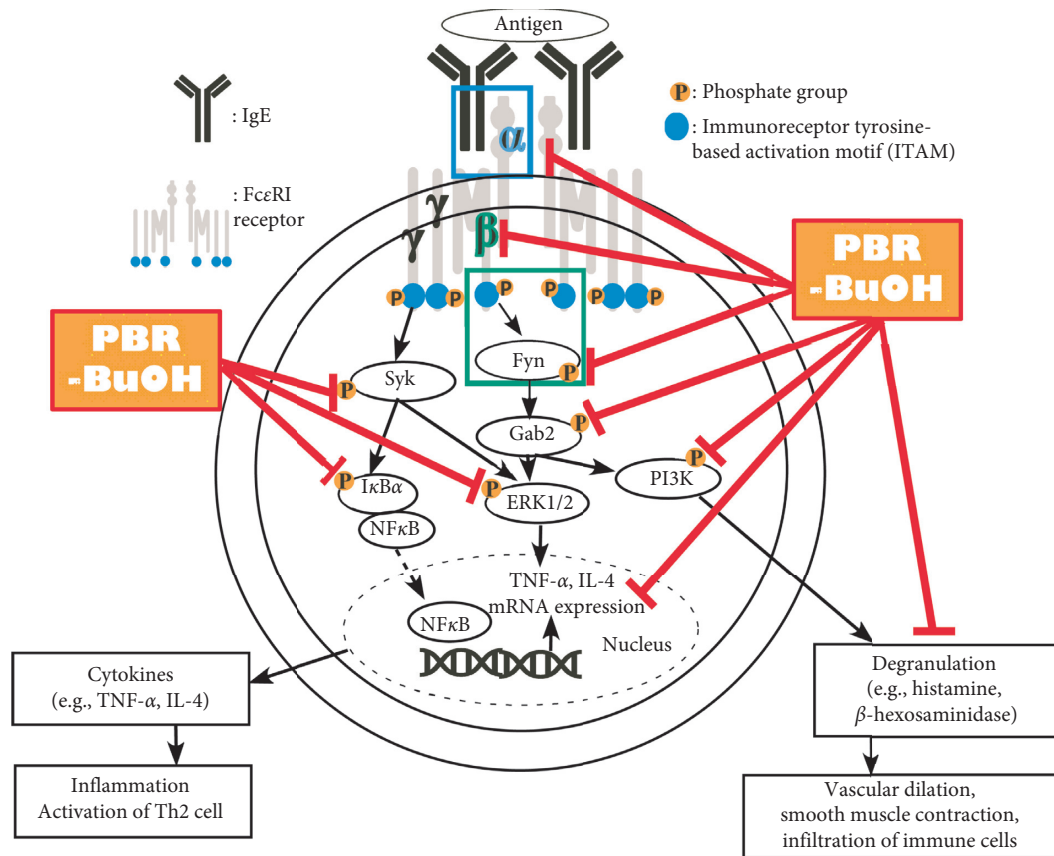 Antigen
: IgE
: FcεRI
receptor
P : Phosphate group
: Immunoreceptor tyrosine-
based activation motif (ITAM)
α
γ
γ
β
P
P
P
P
P
P
PBR
-BuOH
PBR
-BuOH
Fyn
P
Syk
P
Gab2
P
P
PI3K
P
IκBα
P
ERK1/2
NFκB
TNF-α, IL-4
mRNA expression
NFκB
Nucleus
Cytokines
(e.g., TNF-α, IL-4)
Inflammation
Activation of Th2 cell
Degranulation
(e.g., histamine,
β-hexosaminidase)
Vascular dilation,
smooth muscle contraction,
infiltration of immune cells